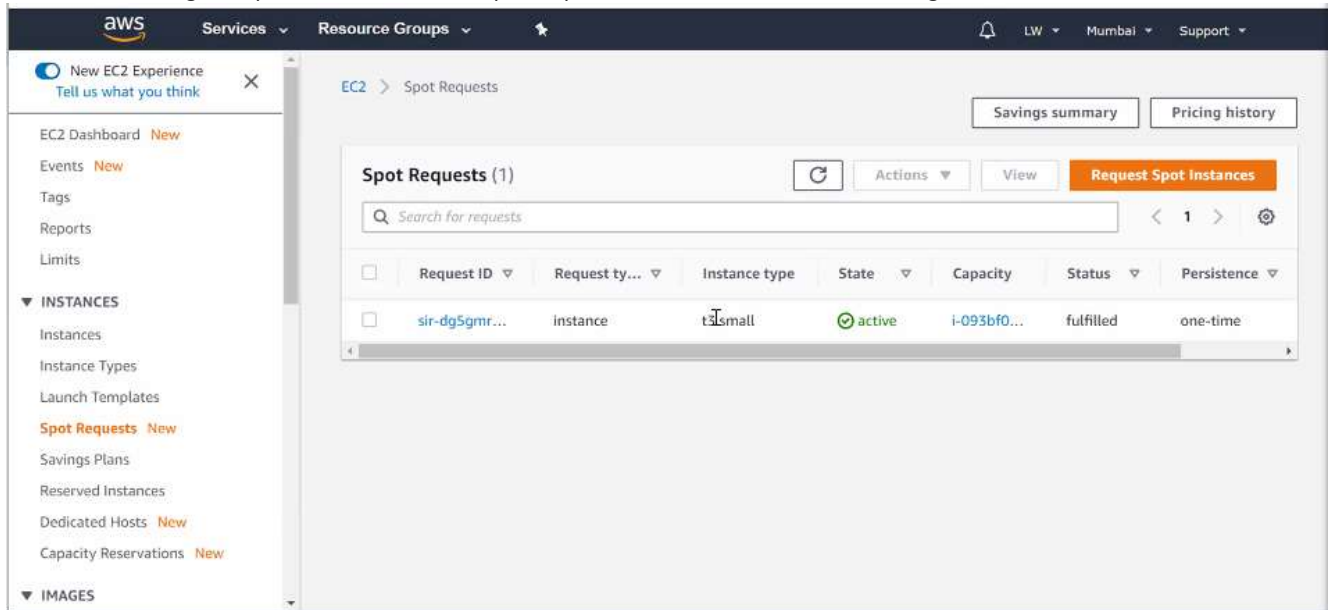 aws Services Resource Groups LW Mumbai Support
New EC2 Experience
Tell us what you think
EC2 Dashboard New
Events New
Tags
Reports
Limits
INSTANCES
Instances
Instance Types
Launch Templates
Spot Requests New
Savings Plans
Reserved Instances
Dedicated Hosts New
Capacity Reservations New
IMAGES
EC2 > Spot Requests
Savings summary Pricing history
Spot Requests (1) Actions View Request Spot Instances
Search for requests < 1 >
Request ID Request ty... Instance type State Capacity Status Persistence
sir-dg5gmr... instance t3.small active i-093bf0... fulfilled one-time